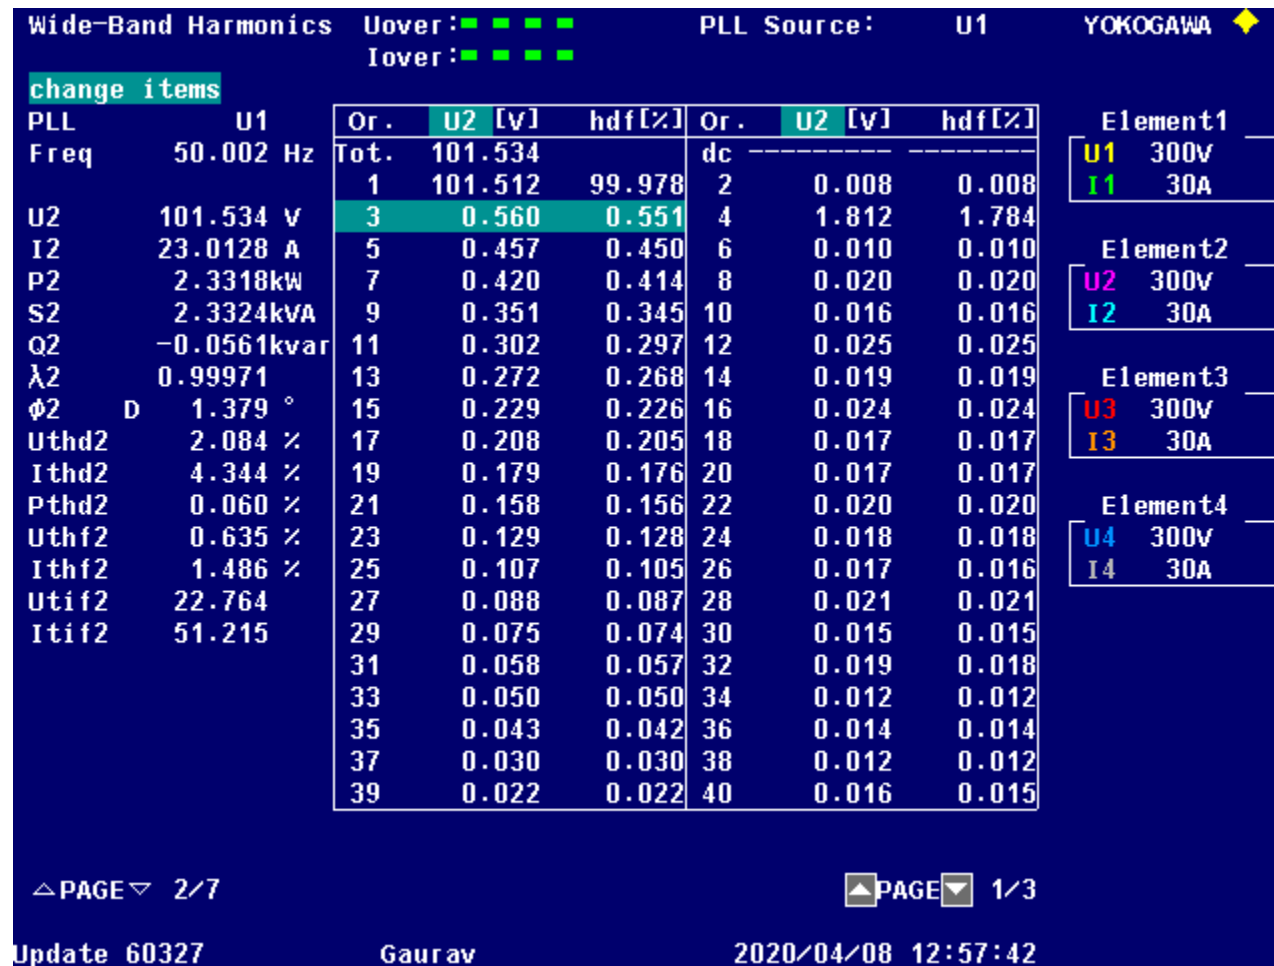 Wide-Band Harmonics Uover: PLL Source: U1 YOKOGAWA
Iover:
change items
PLL U1 Or. U2 [V] hdf[%] Or. U2 [V] hdf[%] Element1
Freq 50.002 Hz Tot. 101.534 dc --------- -------- U1 300V
1 101.512 99.978 2 0.008 0.008 I1 30A
U2 101.534 V 3 0.560 0.551 4 1.812 1.784
I2 23.0128 A 5 0.457 0.450 6 0.010 0.010 Element2
P2 2.3318kW 7 0.420 0.414 8 0.020 0.020 U2 300V
S2 2.3324kVA 9 0.351 0.345 10 0.016 0.016 I2 30A
Q2 -0.0561kvar 11 0.302 0.297 12 0.025 0.025
λ2 0.99971 13 0.272 0.268 14 0.019 0.019 Element3
ϕ2 D 1.379 ° 15 0.229 0.226 16 0.024 0.024 U3 300V
Uthd2 2.084 % 17 0.208 0.205 18 0.017 0.017 I3 30A
Ithd2 4.344 % 19 0.179 0.176 20 0.017 0.017
Pthd2 0.060 % 21 0.158 0.156 22 0.020 0.020 Element4
Uthf2 0.635 % 23 0.129 0.128 24 0.018 0.018 U4 300V
Ithf2 1.486 % 25 0.107 0.105 26 0.017 0.016 I4 30A
Utif2 22.764 27 0.088 0.087 28 0.021 0.021
Itif2 51.215 29 0.075 0.074 30 0.015 0.015
31 0.058 0.057 32 0.019 0.018
33 0.050 0.050 34 0.012 0.012
35 0.043 0.042 36 0.014 0.014
37 0.030 0.030 38 0.012 0.012
39 0.022 0.022 40 0.016 0.015
△PAGE▽ 2/7 ▲PAGE▼ 1/3
Update 60327 Gaurav 2020/04/08 12:57:42